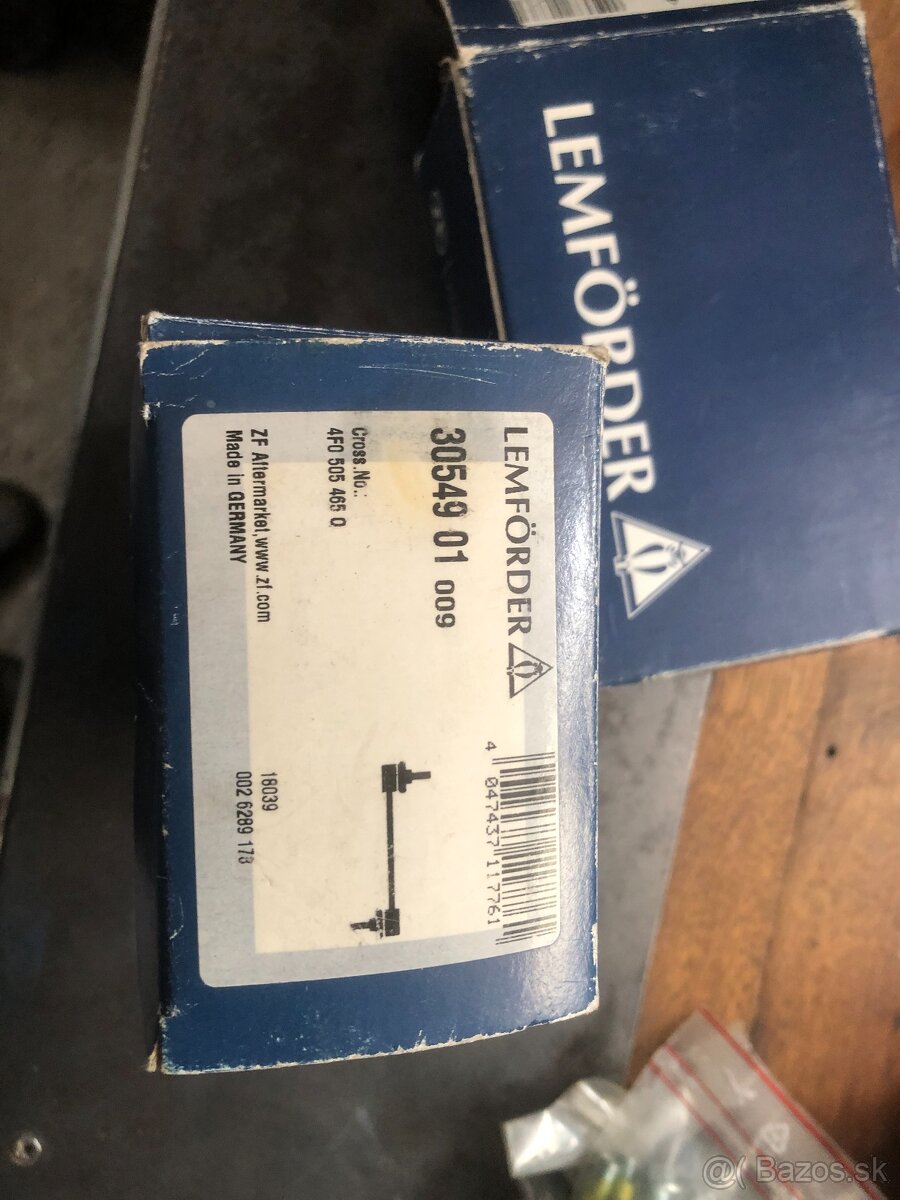 LEMFÖRDER
LEMFÖRDER
30549 01 009
Cross.No.:
4F0 505 465 Q
ZF Aftermarket,www.zf.com
Made in GERMANY
18039
002 6289 178
4 047437 117761
@( Bazos.sk